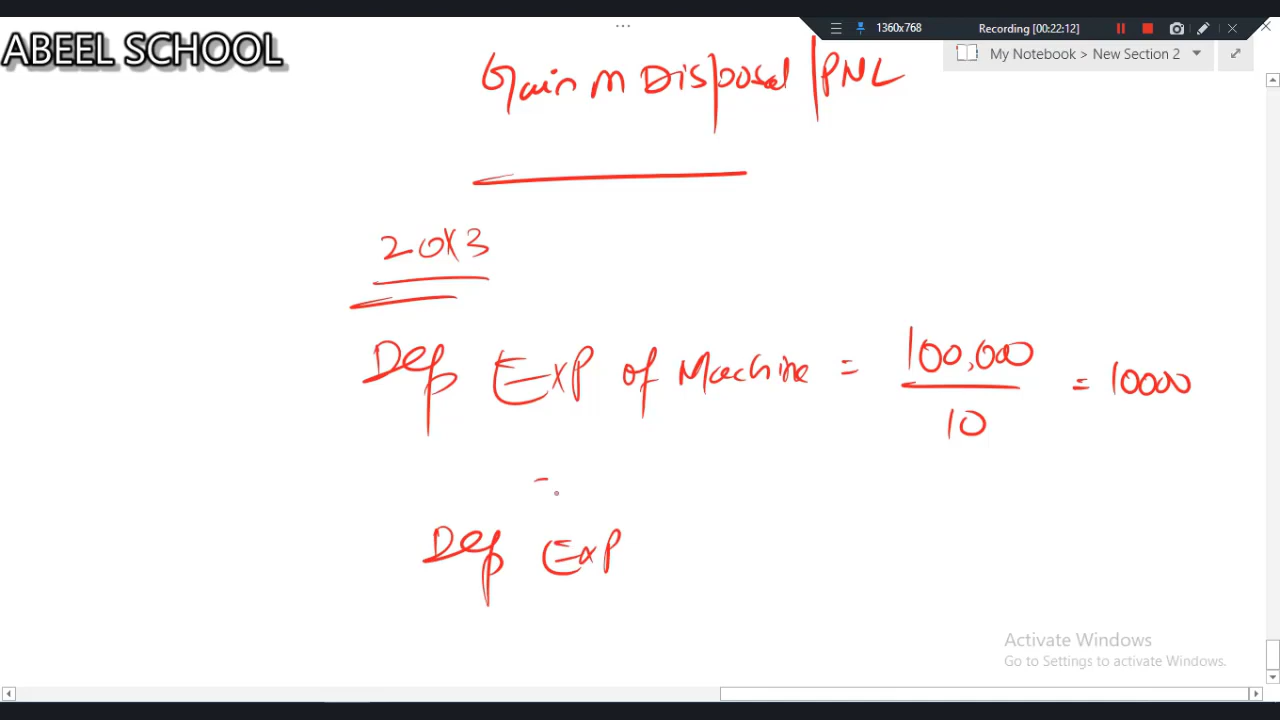 ABEEL SCHOOL
1360x768
Recording [00:22:12]
My Notebook > New Section 2
Gain on Disposal / PNL
20X3
Dep Exp of Machine = 100,000 / 10 = 10000
Dep Exp
Activate Windows
Go to Settings to activate Windows.